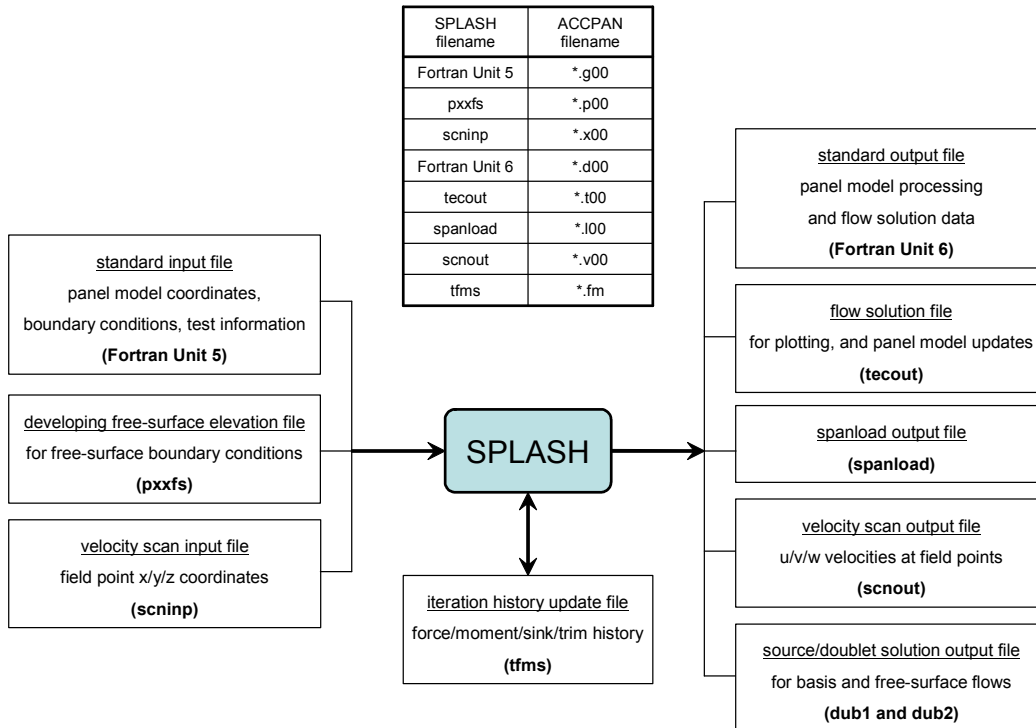 SPLASH filename ACCPAN filename
Fortran Unit 5 *.g00
pxxfs *.p00
scninp *.x00
Fortran Unit 6 *.d00
tecout *.t00
spanload *.l00
scnout *.v00
tfms *.fm
standard input file
panel model coordinates,
boundary conditions, test information
(Fortran Unit 5)
developing free-surface elevation file
for free-surface boundary conditions
(pxxfs)
velocity scan input file
field point x/y/z coordinates
(scninp)
SPLASH
iteration history update file
force/moment/sink/trim history
(tfms)
standard output file
panel model processing
and flow solution data
(Fortran Unit 6)
flow solution file
for plotting, and panel model updates
(tecout)
spanload output file
(spanload)
velocity scan output file
u/v/w velocities at field points
(scnout)
source/doublet solution output file
for basis and free-surface flows
(dub1 and dub2)